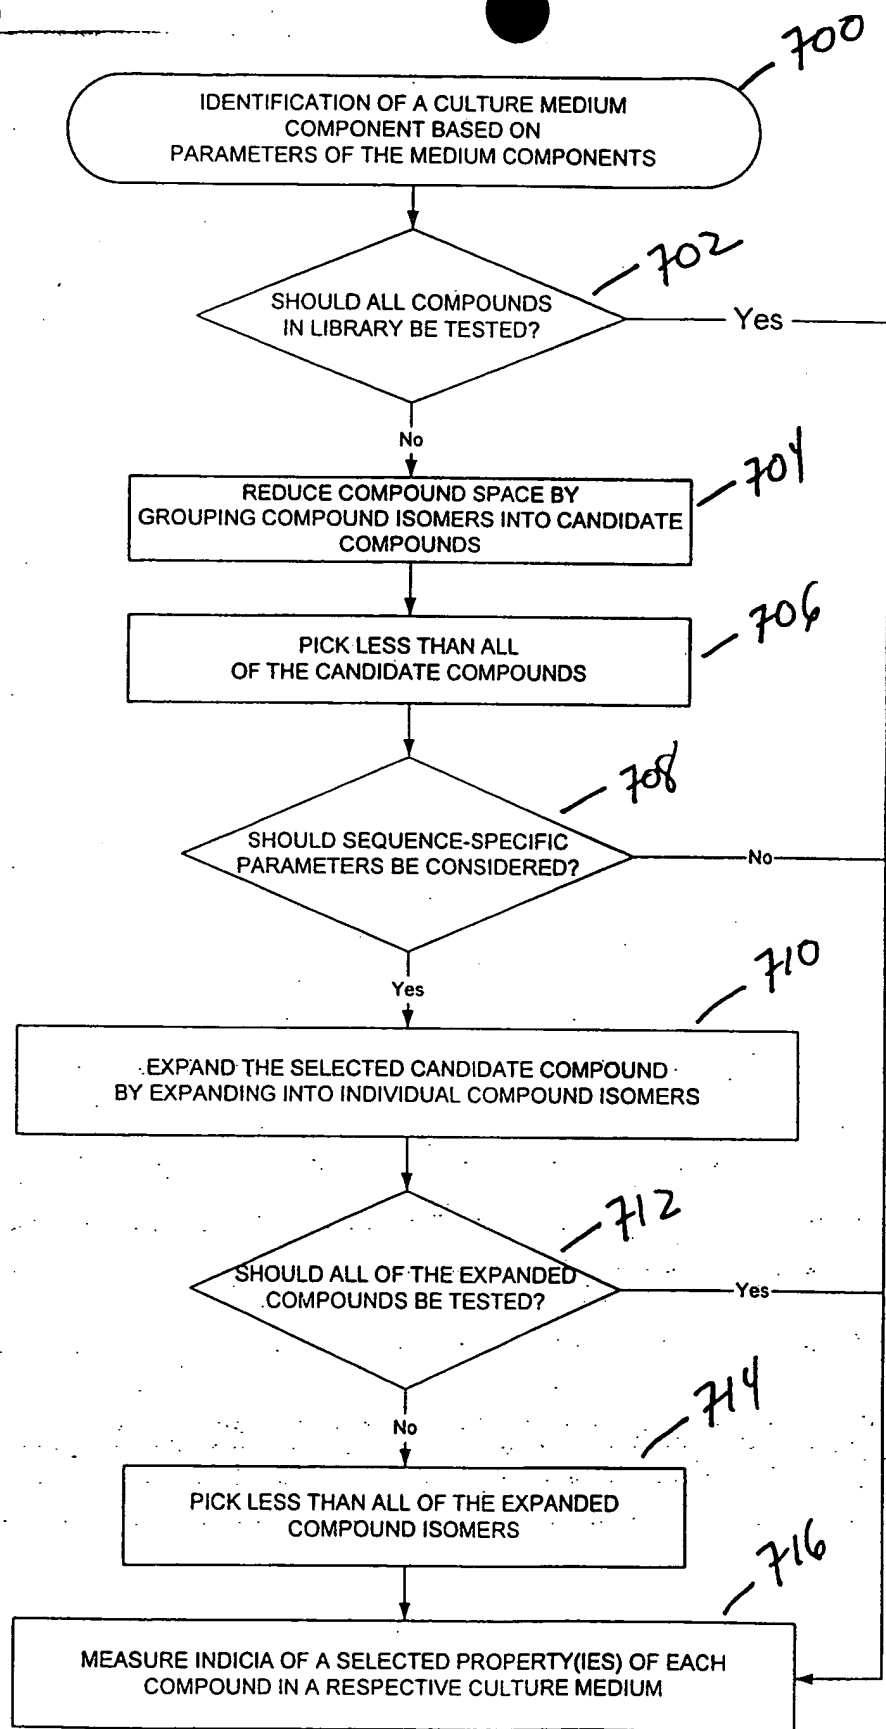 700
IDENTIFICATION OF A CULTURE MEDIUM
COMPONENT BASED ON
PARAMETERS OF THE MEDIUM COMPONENTS
702
SHOULD ALL COMPOUNDS
IN LIBRARY BE TESTED?
Yes
No
704
REDUCE COMPOUND SPACE BY
GROUPING COMPOUND ISOMERS INTO CANDIDATE
COMPOUNDS
706
PICK LESS THAN ALL
OF THE CANDIDATE COMPOUNDS
708
SHOULD SEQUENCE-SPECIFIC
PARAMETERS BE CONSIDERED?
No
Yes
710
EXPAND THE SELECTED CANDIDATE COMPOUND
BY EXPANDING INTO INDIVIDUAL COMPOUND ISOMERS
712
SHOULD ALL OF THE EXPANDED
COMPOUNDS BE TESTED?
Yes
No
714
PICK LESS THAN ALL OF THE EXPANDED
COMPOUND ISOMERS
716
MEASURE INDICIA OF A SELECTED PROPERTY(IES) OF EACH
COMPOUND IN A RESPECTIVE CULTURE MEDIUM